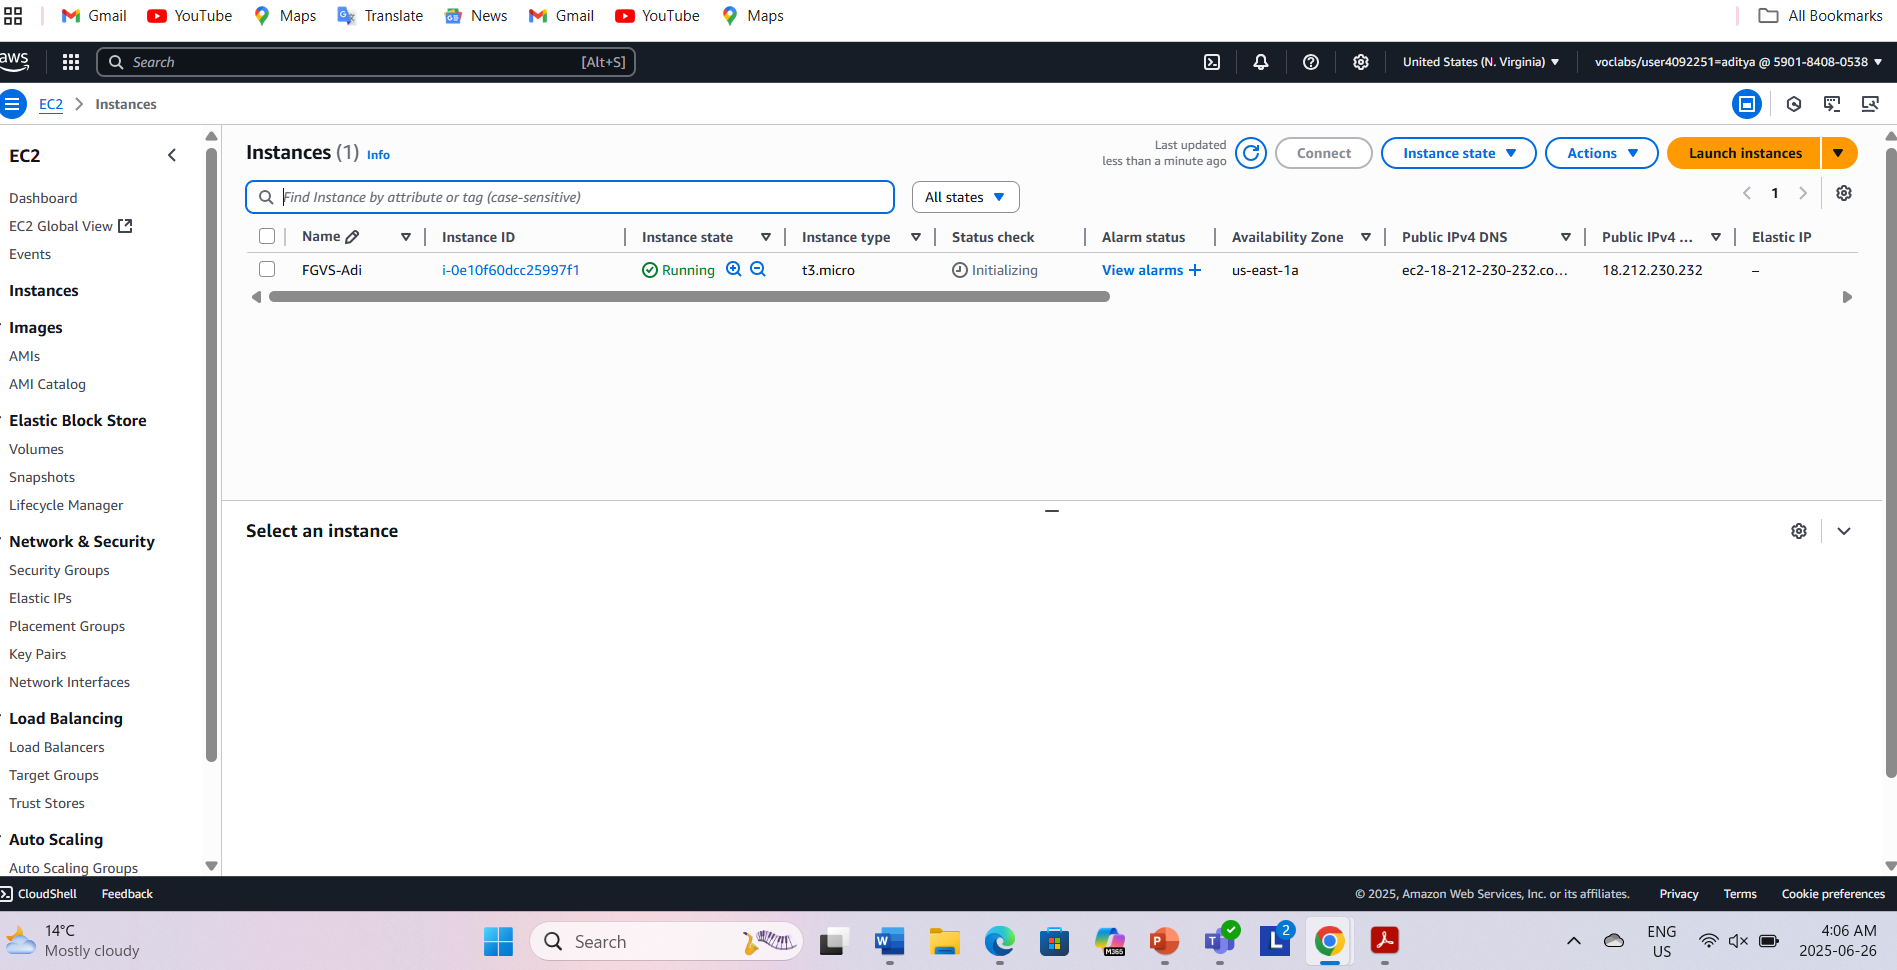 Gmail YouTube Maps Translate News Gmail YouTube Maps All Bookmarks
aws Search [Alt+S] United States (N. Virginia) voclabs/user4092251=aditya @ 5901-8408-0538
EC2 Instances
EC2
Dashboard
EC2 Global View
Events
Instances
Images
AMIs
AMI Catalog
Elastic Block Store
Volumes
Snapshots
Lifecycle Manager
Network & Security
Security Groups
Elastic IPs
Placement Groups
Key Pairs
Network Interfaces
Load Balancing
Load Balancers
Target Groups
Trust Stores
Auto Scaling
Auto Scaling Groups
Instances (1) Info
Last updated
less than a minute ago
Connect Instance state Actions Launch instances
Find Instance by attribute or tag (case-sensitive) All states 1
Name Instance ID Instance state Instance type Status check Alarm status Availability Zone Public IPv4 DNS Public IPv4 ... Elastic IP
FGVS-Adi i-0e10f60dcc25997f1 Running t3.micro Initializing View alarms + us-east-1a ec2-18-212-230-232.co... 18.212.230.232 –
Select an instance
CloudShell Feedback © 2025, Amazon Web Services, Inc. or its affiliates. Privacy Terms Cookie preferences
14°C
Mostly cloudy
Search
M365
2
ENG
US
4:06 AM
2025-06-26